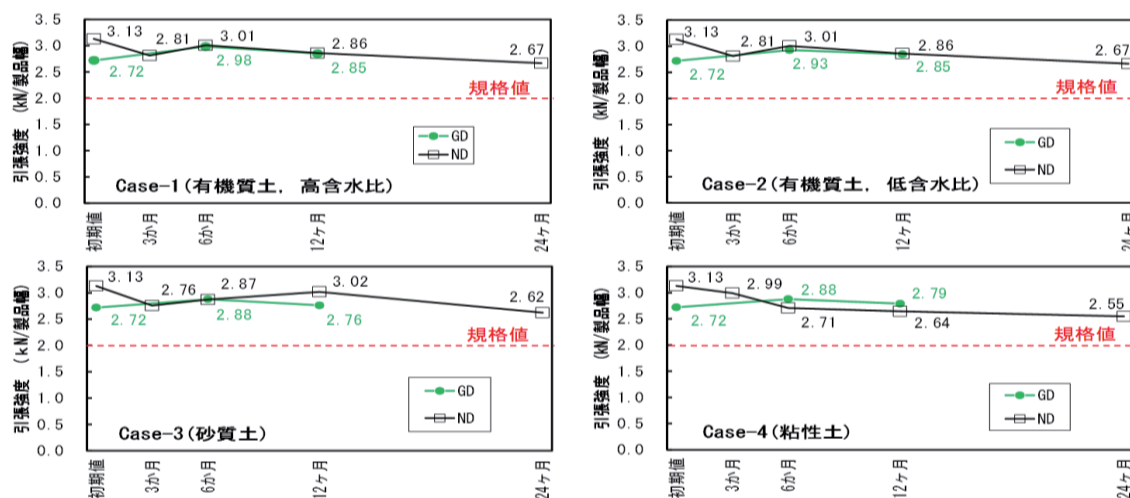 引張強度 (kN/製品幅)
3.5
3.0
2.5
2.0
1.5
1.0
0.5
0.0
3.13
2.81
3.01
2.86
2.67
2.72
2.98
2.85
規格値
GD
ND
Case-1(有機質土, 高含水比)
初期値
3か月
6か月
12ヶ月
24ヶ月
引張強度 (kN/製品幅)
3.5
3.0
2.5
2.0
1.5
1.0
0.5
0.0
3.13
2.81
3.01
2.86
2.67
2.72
2.93
2.85
規格値
GD
ND
Case-2(有機質土, 低含水比)
初期値
3か月
6か月
12ヶ月
24ヶ月
引張強度 (kN/製品幅)
3.5
3.0
2.5
2.0
1.5
1.0
0.5
0.0
3.13
2.76
2.87
3.02
2.62
2.72
2.88
2.76
規格値
GD
ND
Case-3(砂質土)
初期値
3か月
6か月
12ヶ月
24ヶ月
引張強度 (kN/製品幅)
3.5
3.0
2.5
2.0
1.5
1.0
0.5
0.0
3.13
2.99
2.88
2.79
2.55
2.72
2.71
2.64
規格値
GD
ND
Case-4(粘性土)
初期値
3か月
6か月
12ヶ月
24ヶ月